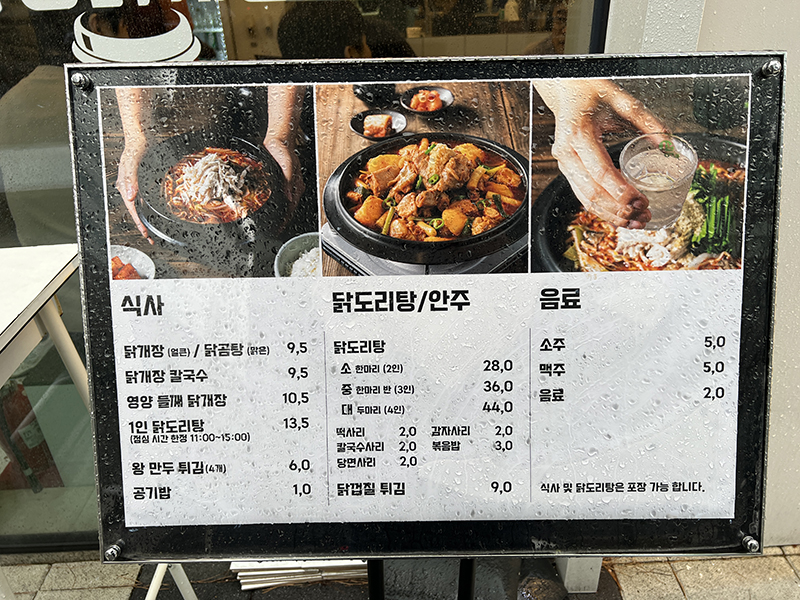 식사
닭개장 (얼큰) / 닭곰탕 (맑은) 9,5
닭개장 칼국수 9,5
영양 들깨 닭개장 10,5
1인 닭도리탕 13,5
(점심 시간 한정 11:00~15:00)
왕 만두 튀김(4개) 6,0
공기밥 1,0
닭도리탕/안주
닭도리탕
소 한마리 (2인) 28,0
중 한마리 반 (3인) 36,0
대 두마리 (4인) 44,0
떡사리 2,0 감자사리 2,0
칼국수사리 2,0 볶음밥 3,0
당면사리 2,0
닭껍질 튀김 9,0
음료
소주 5,0
맥주 5,0
음료 2,0
식사 및 닭도리탕은 포장 가능 합니다.